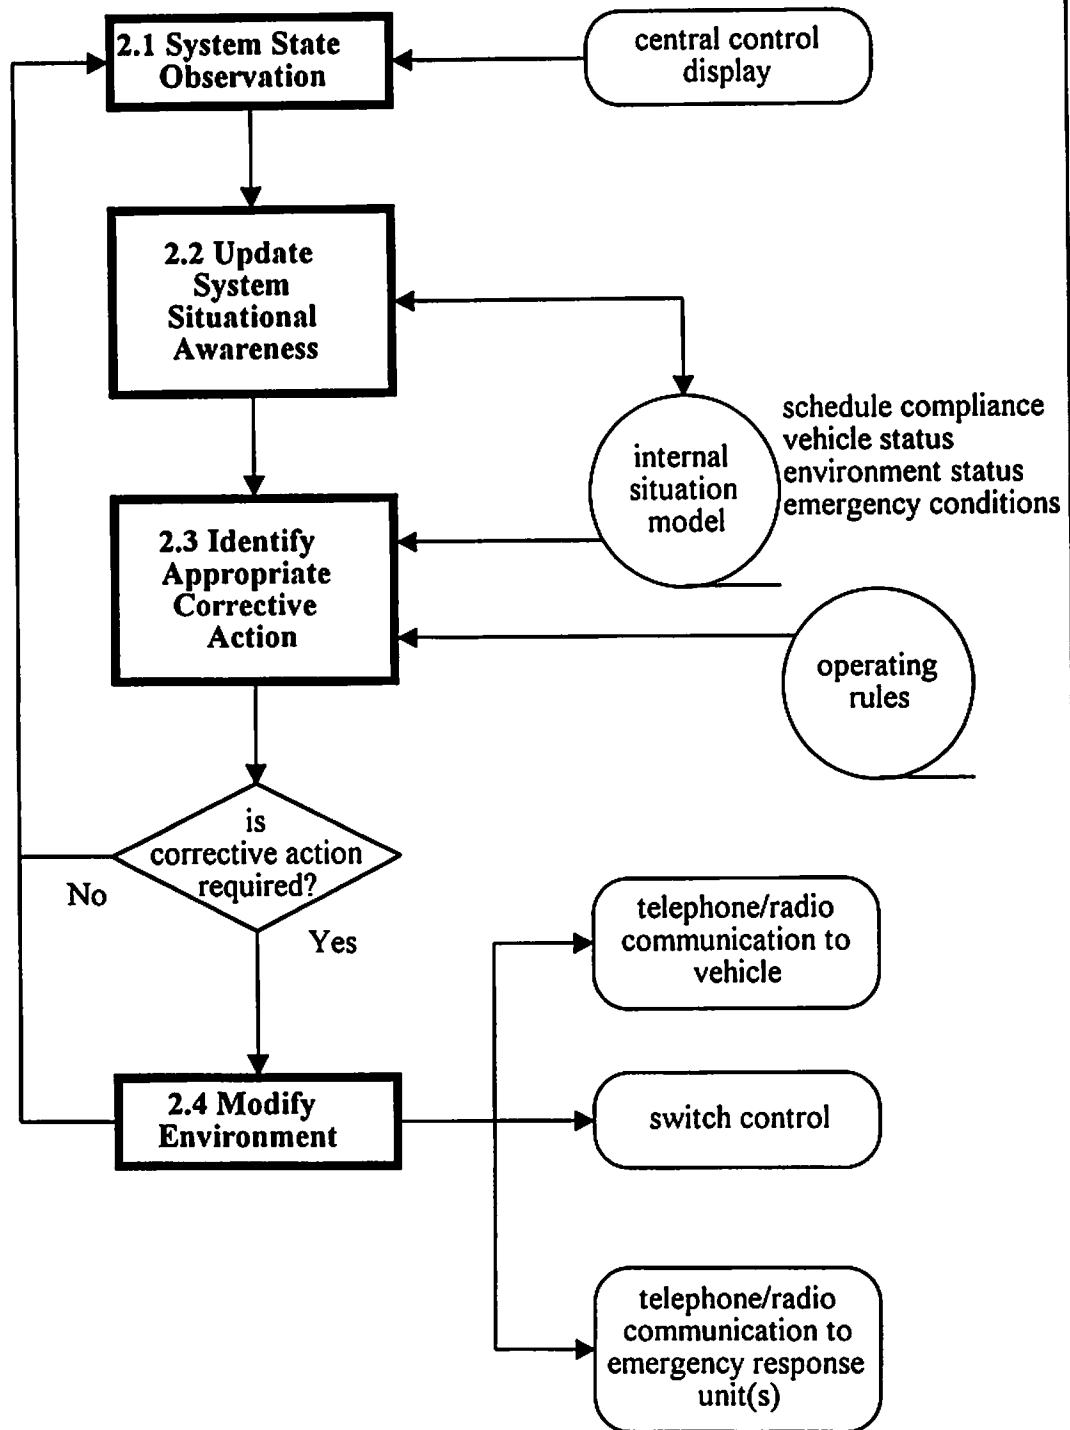 2.1 System State
Observation
central control
display
2.2 Update
System
Situational
Awareness
internal
situation
model
schedule compliance
vehicle status
environment status
emergency conditions
2.3 Identify
Appropriate
Corrective
Action
operating
rules
is
corrective action
required?
No
Yes
telephone/radio
communication to
vehicle
2.4 Modify
Environment
switch control
telephone/radio
communication to
emergency response
unit(s)